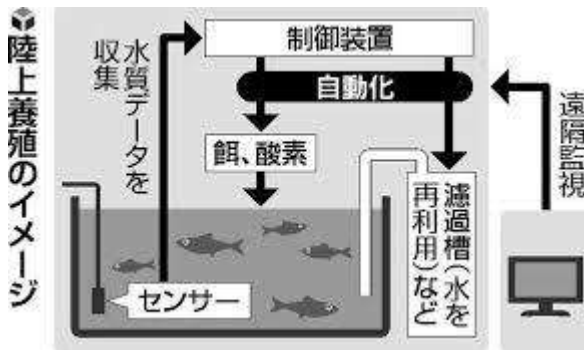 陸上養殖のイメージ
水質データを
収集
制御装置
自動化
餌、酸素
センサー
濾過槽(水を
再利用)など
遠隔監視